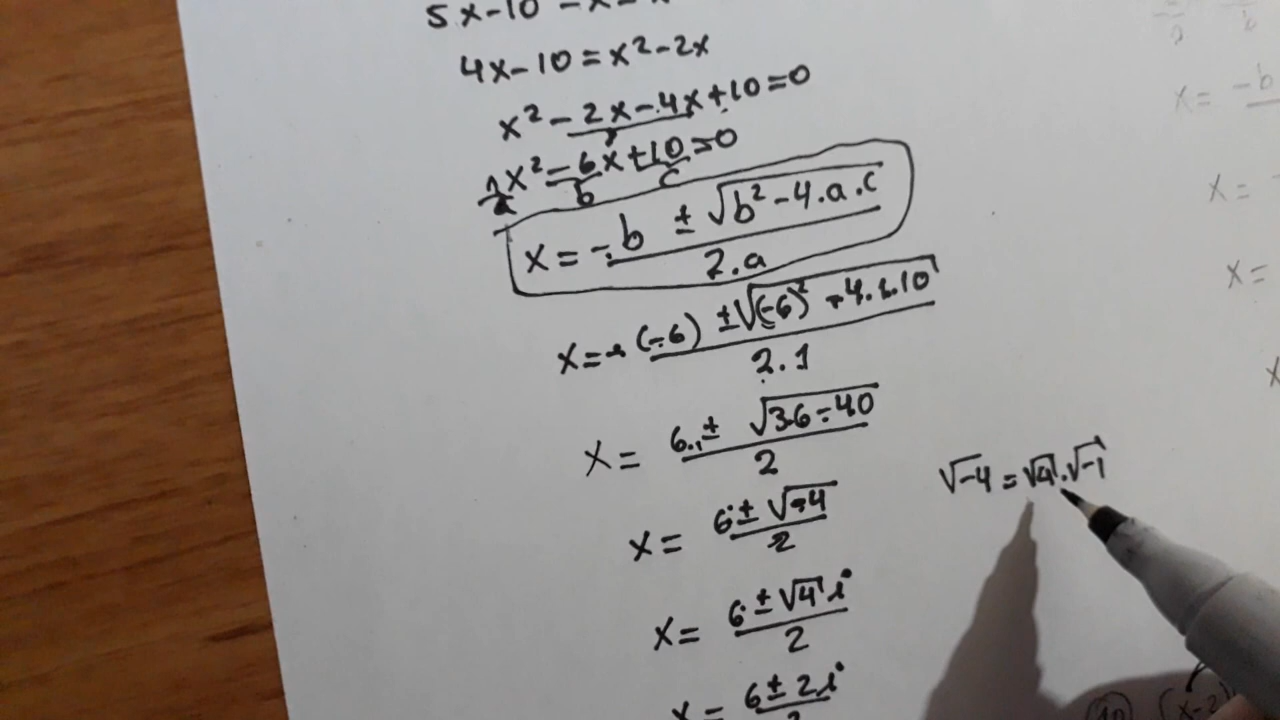 5x-10
4x-10=x²-2x
x²-2x-4x+10=0
1x²-6x+10=0
a b c
x = -b ± √b²-4.a.c
2.a
x=-(-6) ±√(-6)²-4.1.10
2.1
x= 6 ± √36-40
2
x= 6 ± √-4
2
√-4 = √4.√-1
x= 6 ± √4 i
2
x= 6 ± 2i
x= -b
x=
x=
x